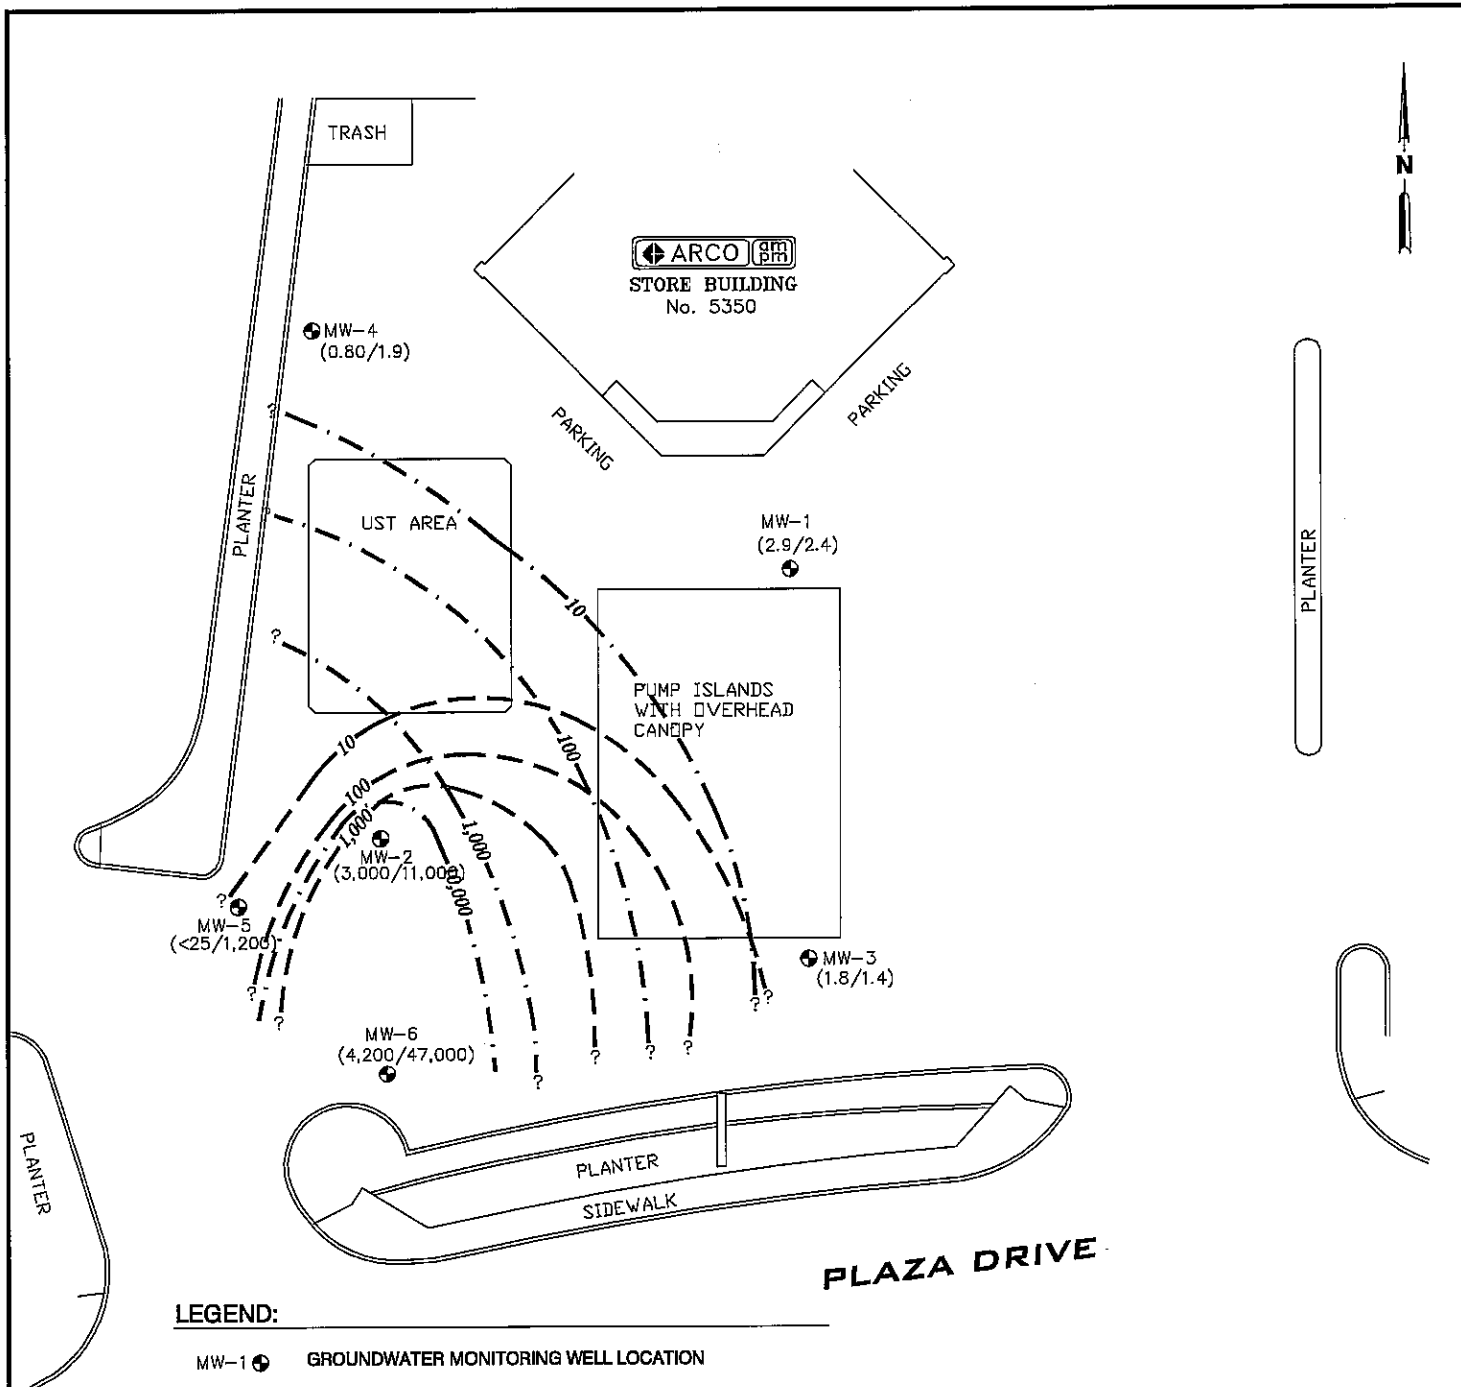 TRASH
N
ARCO am pm
STORE BUILDING
No. 5350
MW-4
(0.80/1.9)
PARKING
PARKING
?
PLANTER
UST AREA
?
MW-1
(2.9/2.4)
PLANTER
10
?
PUMP ISLANDS
WITH OVERHEAD
CANOPY
10
100
100
1,000
1,000
MW-2
(3,000/11,000)
10,000
?
MW-5
(<25/1,200)
MW-3
(1.8/1.4)
?
?
?
?
MW-6
(4,200/47,000)
?
?
?
?
PLANTER
PLANTER
SIDEWALK
PLAZA DRIVE
LEGEND:
MW-1 GROUNDWATER MONITORING WELL LOCATION